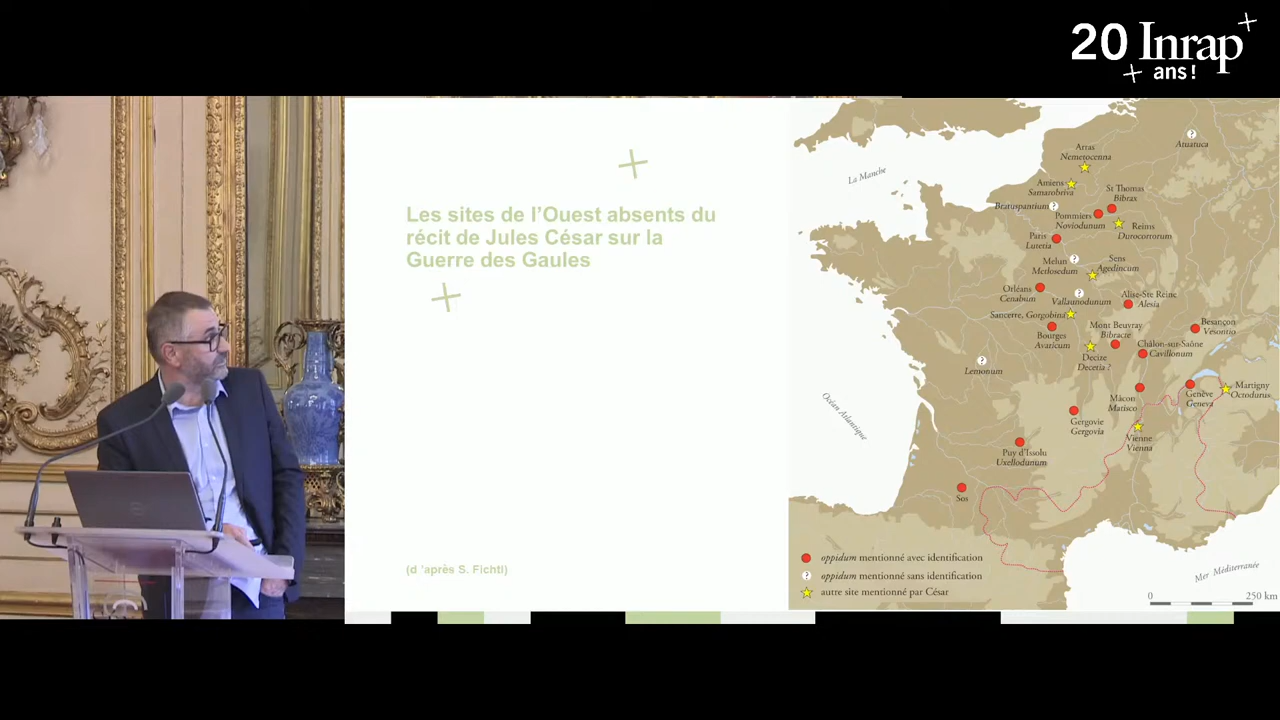 20 Inrap
ans !
Les sites de l'Ouest absents du
récit de Jules César sur la
Guerre des Gaules
(d 'après S. Fichtl)
La Manche
Océan Atlantique
Mer Méditerranée
Atuatuca
Arras
Nemetocenna
Amiens
Samarobriva
St Thomas
Bibrax
Bratuspantium
Pommiers
Noviodunum
Reims
Durocorrorum
Paris
Lutetia
Melun
Metlosedum
Sens
Agedincum
Orléans
Cenabum
Vallaunodunum
Alise-Ste Reine
Alesia
Sancerre, Gorgobina
Bourges
Avaricum
Mont Beuvray
Bibracte
Besançon
Vesontio
Châlon-sur-Saône
Cavillonum
Decize
Decetia ?
Lemonum
Mâcon
Matisco
Genève
Geneva
Martigny
Octodurus
Gergovie
Gergovia
Vienne
Vienna
Puy d'Issolu
Uxellodunum
Sos
oppidum mentionné avec identification
? oppidum mentionné sans identification
autre site mentionné par César
0 250 km